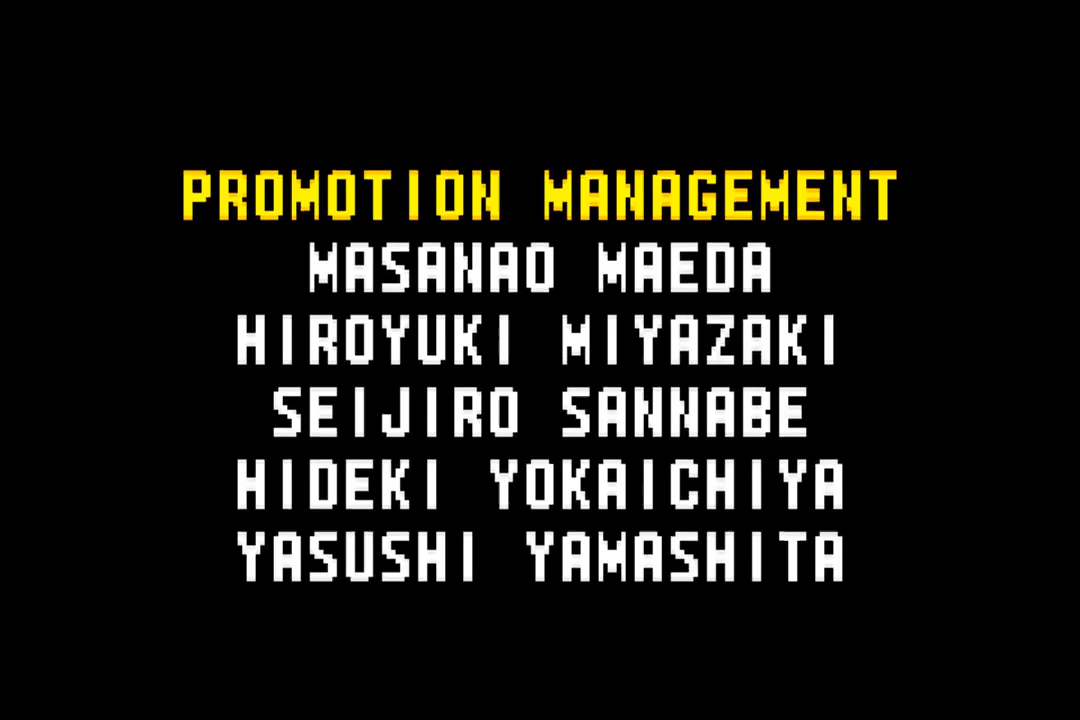 PROMOTION MANAGEMENT
MASANAO MAEDA
HIROYUKI MIYAZAKI
SEIJIRO SANNABE
HIDEKI YOKAICHIYA
YASUSHI YAMASHITA